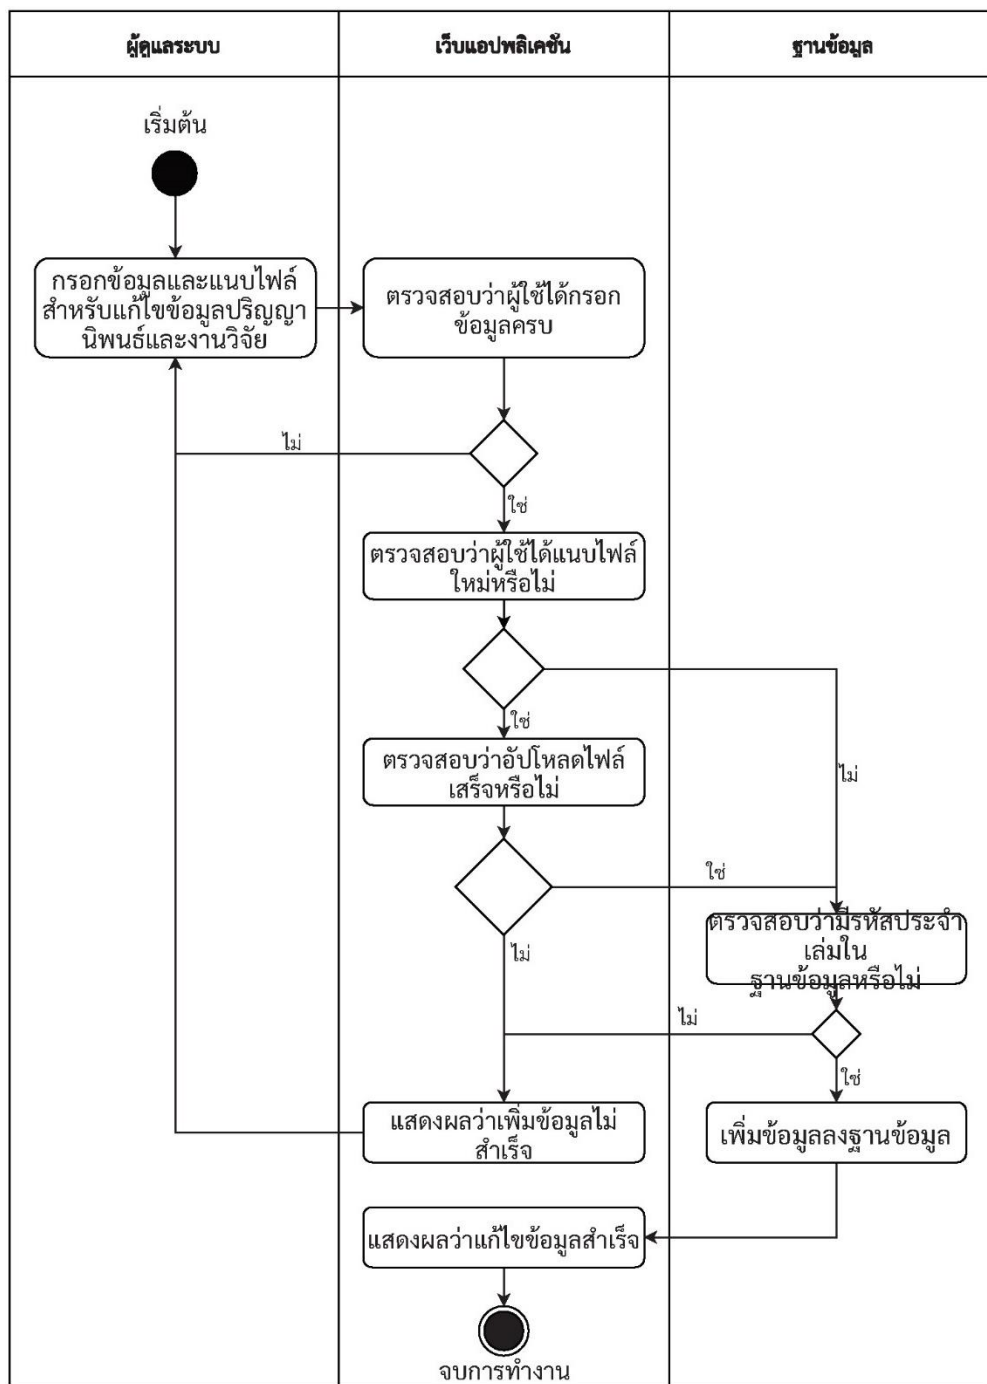 ผู้ดูแลระบบ
เว็บแอปพลิเคชัน
ฐานข้อมูล
เริ่มต้น
กรอกข้อมูลและแนบไฟล์
สำหรับแก้ไขข้อมูลปริญญา
นิพนธ์และงานวิจัย
ตรวจสอบว่าผู้ใช้ได้กรอก
ข้อมูลครบ
ไม่
ใช่
ตรวจสอบว่าผู้ใช้ได้แนบไฟล์
ใหม่หรือไม่
ใช่
ตรวจสอบว่าอัปโหลดไฟล์
เสร็จหรือไม่
ไม่
ใช่
ตรวจสอบว่ามีรหัสประจำ
เล่มใน
ฐานข้อมูลหรือไม่
ไม่
ไม่
ใช่
แสดงผลว่าเพิ่มข้อมูลไม่
สำเร็จ
เพิ่มข้อมูลลงฐานข้อมูล
แสดงผลว่าแก้ไขข้อมูลสำเร็จ
จบการทำงาน